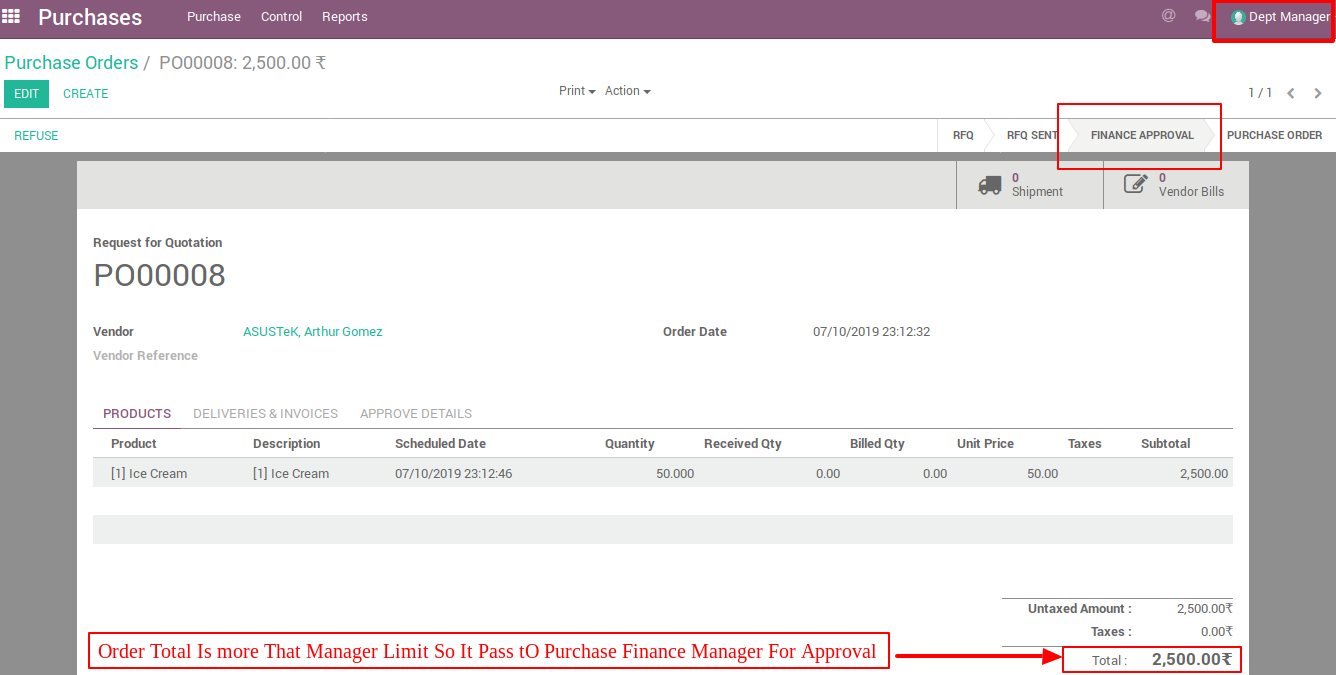 Purchases Purchase Control Reports @ Dept Manager
Purchase Orders / PO00008: 2,500.00 ₹
EDIT CREATE Print Action 1 / 1
REFUSE RFQ RFQ SENT FINANCE APPROVAL PURCHASE ORDER
0 Shipment 0 Vendor Bills
Request for Quotation
PO00008
Vendor ASUSTeK, Arthur Gomez Order Date 07/10/2019 23:12:32
Vendor Reference
PRODUCTS DELIVERIES & INVOICES APPROVE DETAILS
Product Description Scheduled Date Quantity Received Qty Billed Qty Unit Price Taxes Subtotal
[1] Ice Cream [1] Ice Cream 07/10/2019 23:12:46 50.000 0.00 0.00 50.00 2,500.00
Untaxed Amount : 2,500.00₹
Taxes : 0.00₹
Order Total Is more That Manager Limit So It Pass tO Purchase Finance Manager For Approval Total : 2,500.00₹